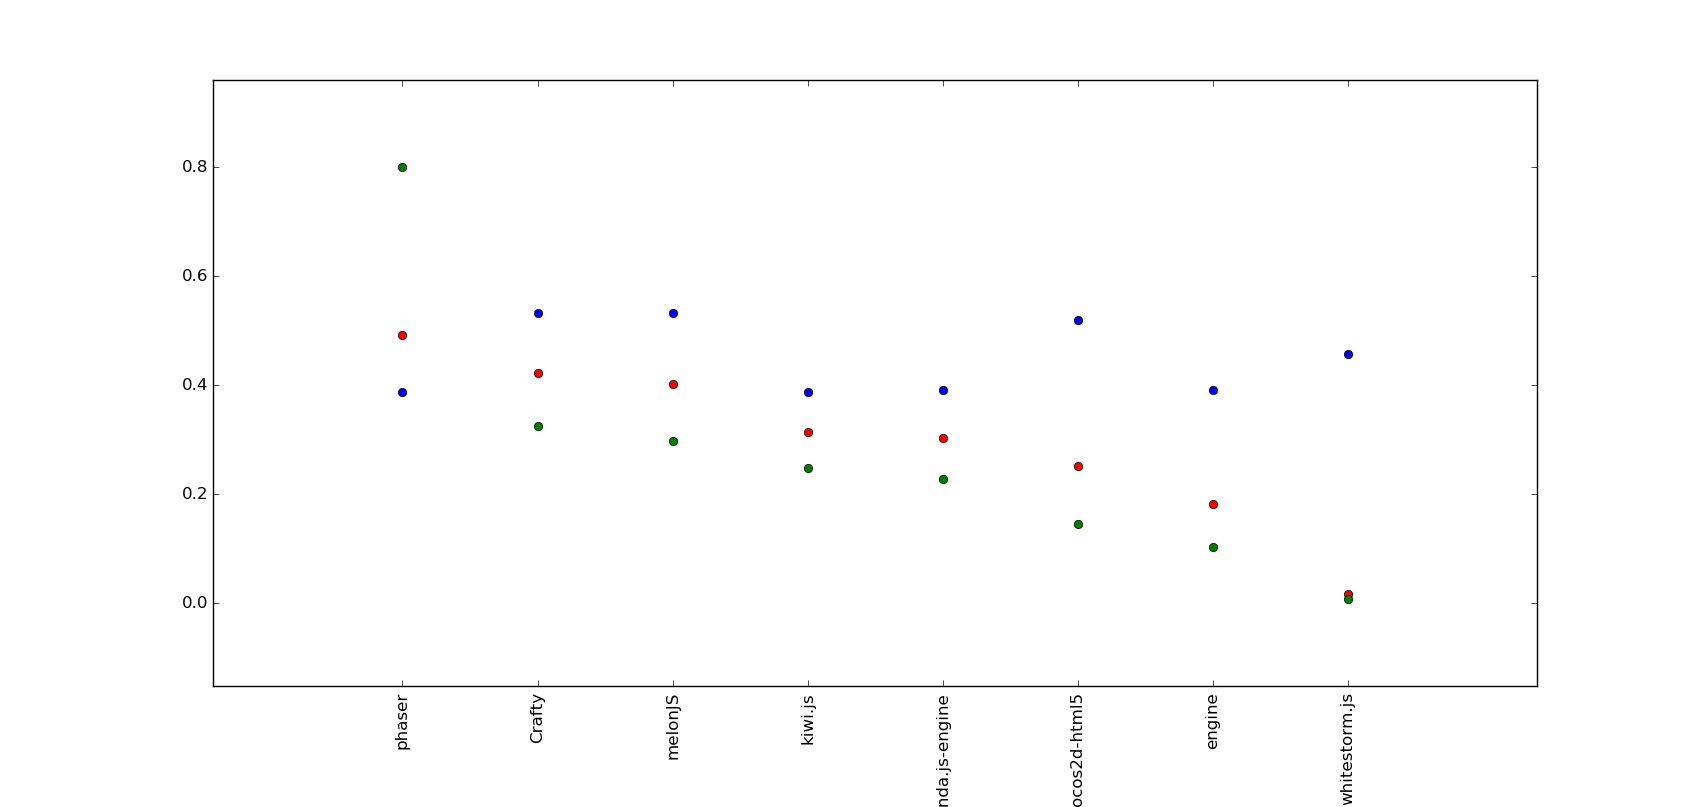 0.8
0.6
0.4
0.2
0.0
phaser
Crafty
melonJS
kiwi.js
nda.js-engine
ocos2d-html5
engine
whitestorm.js